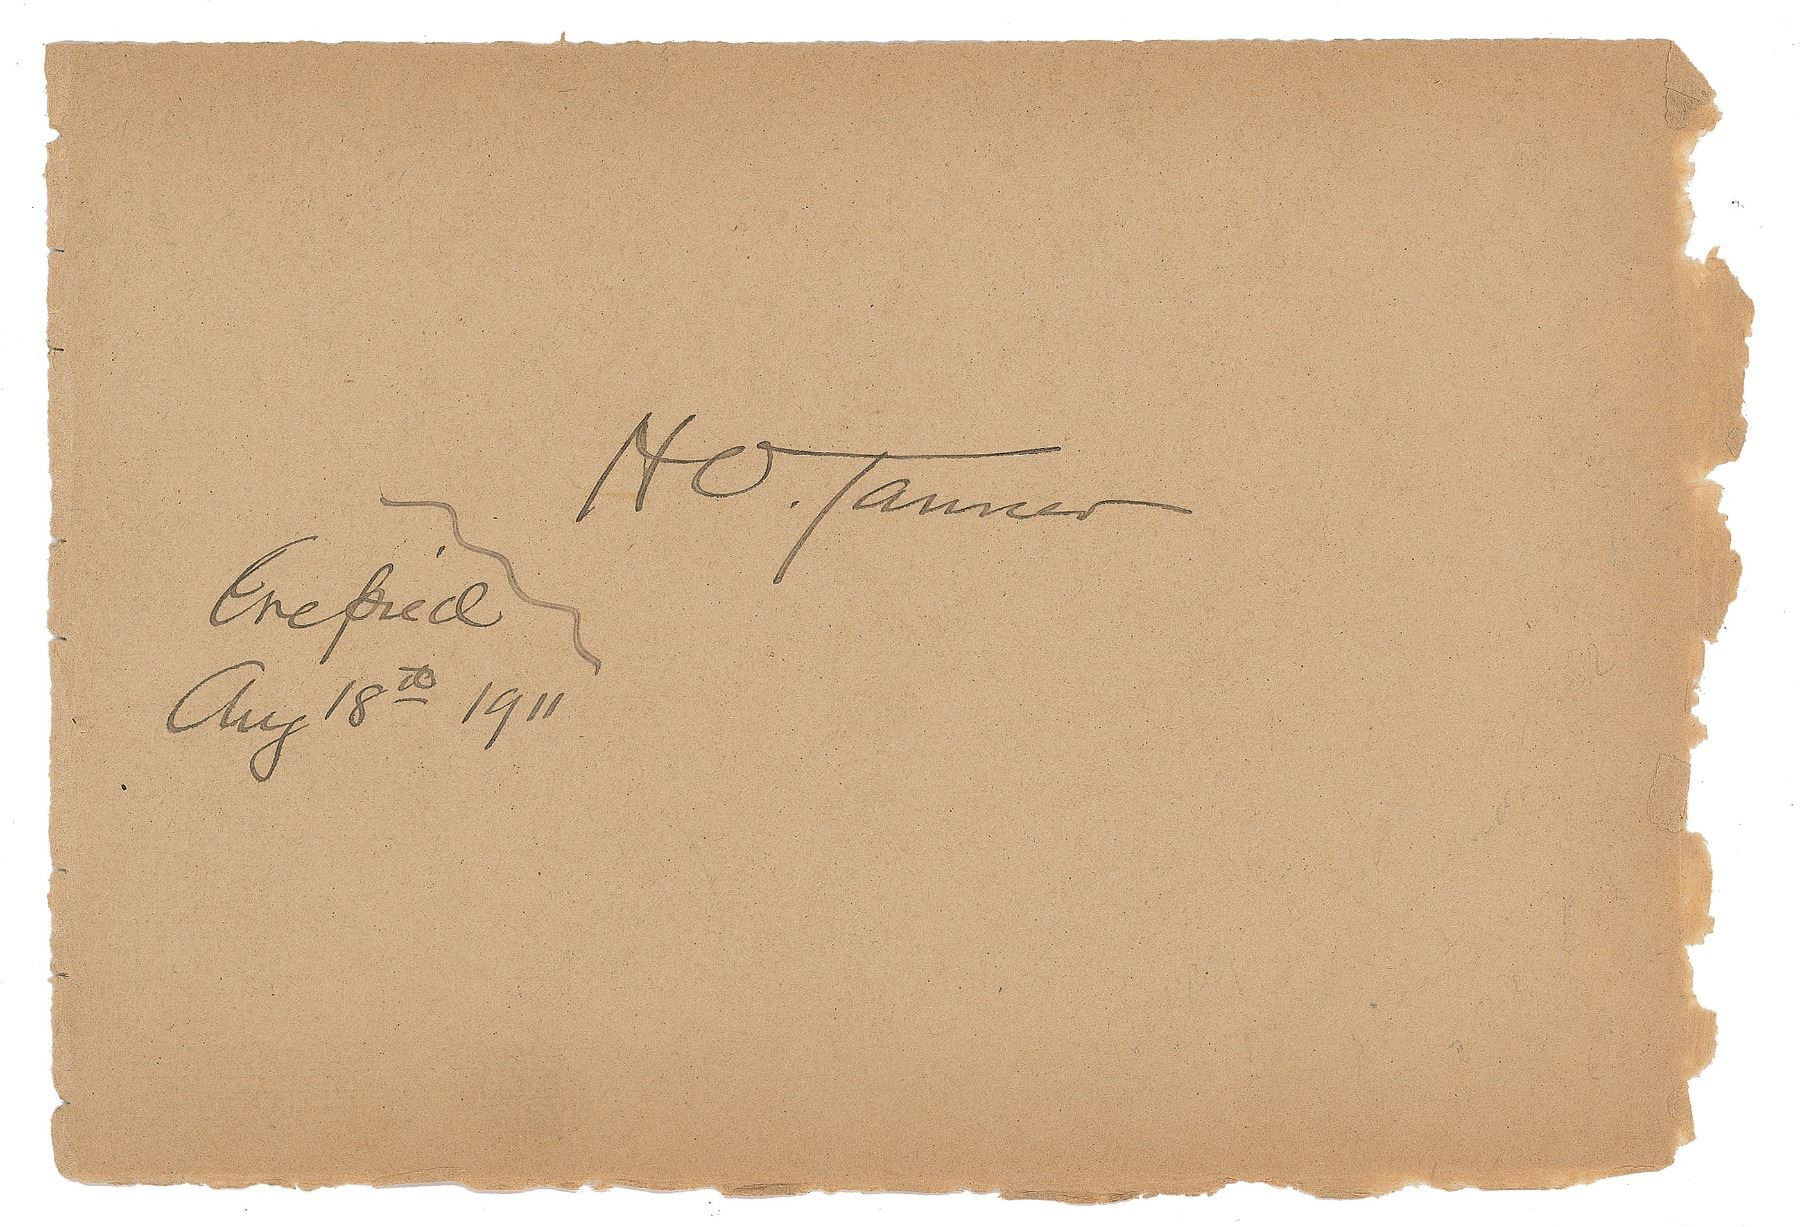 H O. Tanner
Trepied
Aug 18th 1911